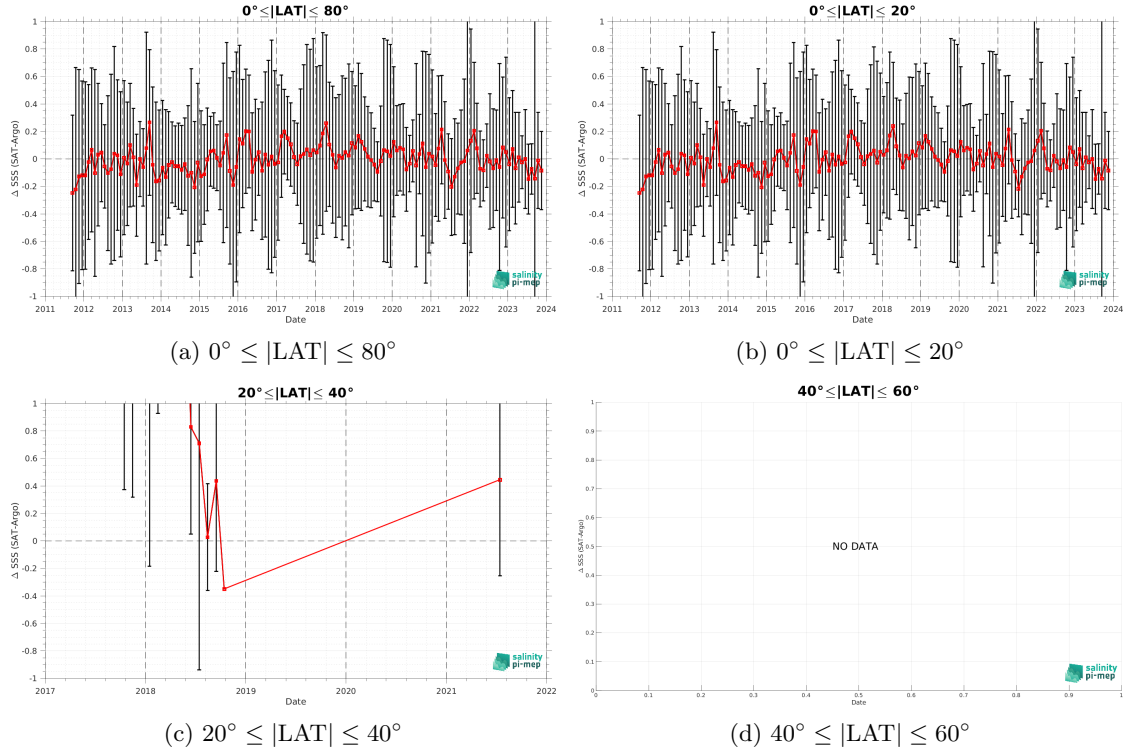 0°≤|LAT|≤ 80°
Δ SSS (SAT-Argo)
1
0.8
0.6
0.4
0.2
0
-0.2
-0.4
-0.6
-0.8
-1
2011 2012 2013 2014 2015 2016 2017 2018 2019 2020 2021 2022 2023 2024
Date
salinity
pi-mep
(a) 0° ≤ |LAT| ≤ 80°
0°≤|LAT|≤ 20°
Δ SSS (SAT-Argo)
1
0.8
0.6
0.4
0.2
0
-0.2
-0.4
-0.6
-0.8
-1
2011 2012 2013 2014 2015 2016 2017 2018 2019 2020 2021 2022 2023 2024
Date
salinity
pi-mep
(b) 0° ≤ |LAT| ≤ 20°
20°≤|LAT|≤ 40°
Δ SSS (SAT-Argo)
1
0.8
0.6
0.4
0.2
0
-0.2
-0.4
-0.6
-0.8
-1
2017 2018 2019 2020 2021 2022
Date
salinity
pi-mep
(c) 20° ≤ |LAT| ≤ 40°
40°≤|LAT|≤ 60°
Δ SSS (SAT-Argo)
1
0.9
0.8
0.7
0.6
0.5
0.4
0.3
0.2
0.1
0
NO DATA
0 0.1 0.2 0.3 0.4 0.5 0.6 0.7 0.8 0.9 1
Date
salinity
pi-mep
(d) 40° ≤ |LAT| ≤ 60°